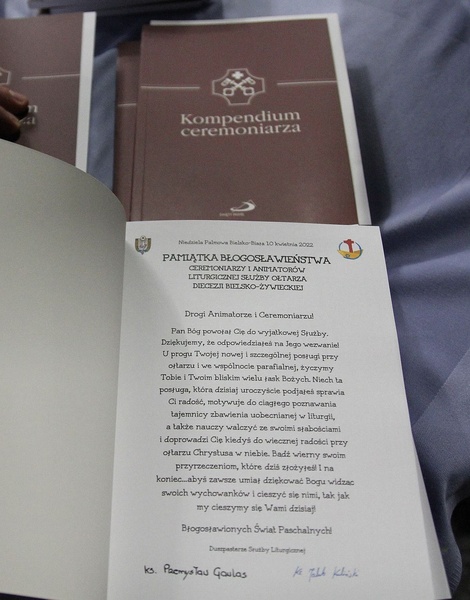 Kompendium
ceremoniarza
m
rza
Niedziela Palmowa Bielsko-Biała 10 kwietnia 2022
PAMIĄTKA BŁOGOSŁAWIEŃSTWA
CEREMONIARZY I ANIMATORÓW
LITURGICZNEJ SŁUŻBY OŁTARZA
DIECEZJI BIELSKO-ŻYWIECKIEJ
Drogi Animatorze i Ceremoniarzu!
Pan Bóg powołał Cię do wyjątkowej Służby.
Dziękujemy, że odpowiedziałeś na Jego wezwanie!
U progu Twojej nowej i szczególnej posługi przy
ołtarzu i we wspólnocie parafialnej, życzymy
Tobie i Twoim bliskim wielu łask Bożych. Niech ta
posługa, którą dzisiaj uroczyście podjąłeś sprawia
Ci radość, motywuje do ciągłego poznawania
tajemnicy zbawienia uobecnianej w liturgii,
a także nauczy walczyć ze swoimi słabościami
i doprowadzi Cię kiedyś do wiecznej radości przy
ołtarzu Chrystusa w niebie. Bądź wierny swoim
przyrzeczeniom, które dziś złożyłeś! I na
koniec...abyś zawsze umiał dziękować Bogu widząc
swoich wychowanków i cieszyć się nimi, tak jak
my cieszymy się Wami dzisiaj!
Błogosławionych Świąt Paschalnych!
Duszpasterze Służby Liturgicznej
ks. Przemysław Gawlas ks.